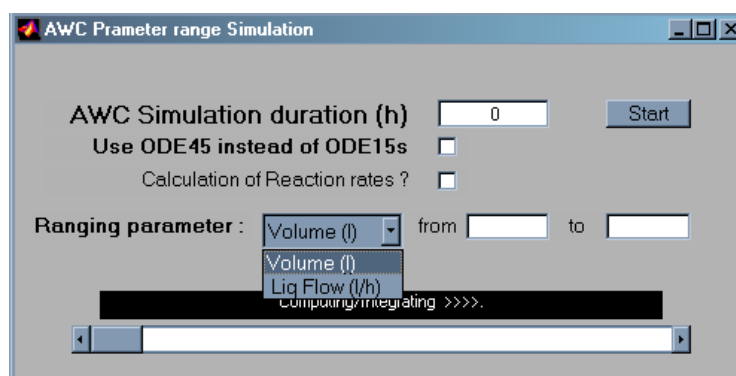 AWC Prameter range Simulation
AWC Simulation duration (h) 0 Start
Use ODE45 instead of ODE15s
Calculation of Reaction rates ?
Ranging parameter : Volume (l) from to
Volume (l)
Liq Flow (l/h)
Computing/Integrating >>>>.